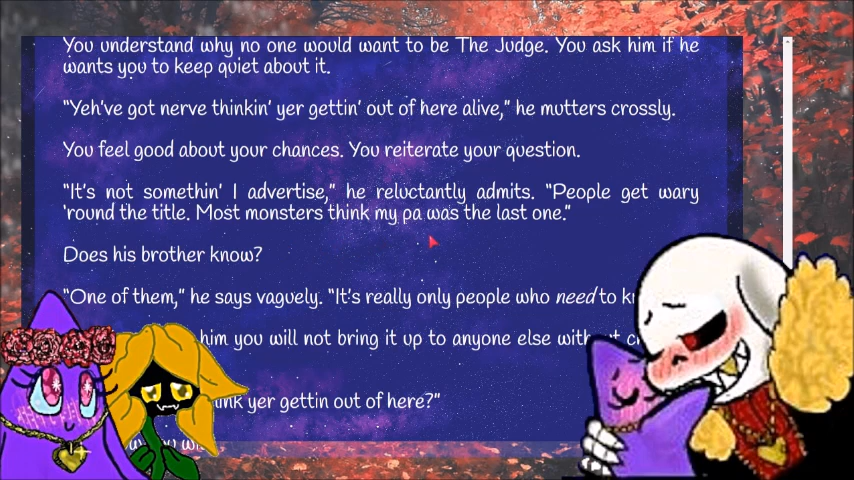 You understand why no one would want to be The Judge. You ask him if he
wants you to keep quiet about it.
“Yeh’ve got nerve thinkin’ yer gettin’ out of here alive,” he mutters crossly.
You feel good about your chances. You reiterate your question.
“It’s not somethin’ I advertise,” he reluctantly admits. “People get wary
‘round the title. Most monsters think my pa was the last one.”
Does his brother know?
“One of them,” he says vaguely. “It’s really only people who need to
him you will not bring it up to anyone else
yer gettin out of here?”